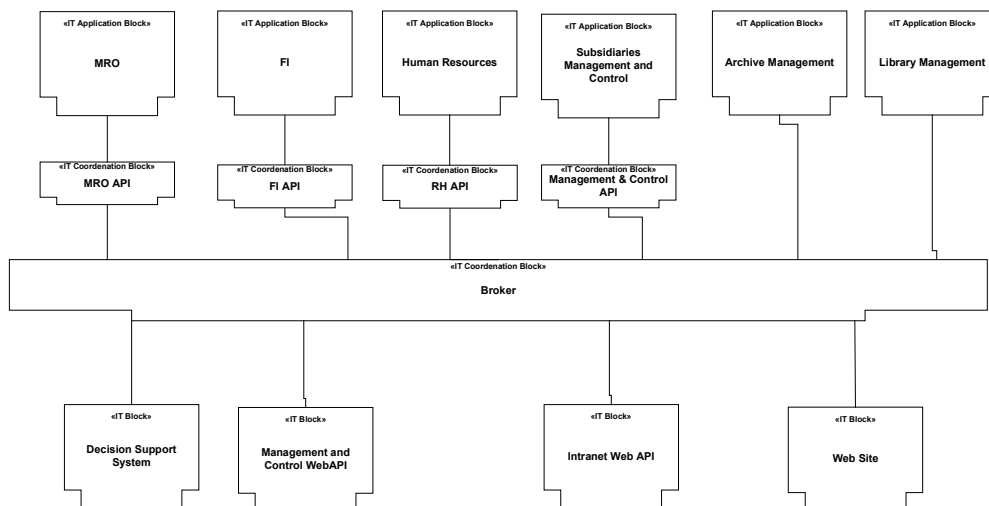 «IT Application Block»
MRO
«IT Application Block»
FI
«IT Application Block»
Human Resources
«IT Application Block»
Subsidiaries
Management and
Control
«IT Application Block»
Archive Management
«IT Application Block»
Library Management
«IT Coordenation Block»
MRO API
«IT Coordenation Block»
FI API
«IT Coordenation Block»
RH API
«IT Coordenation Block»
Management & Control
API
«IT Coordenation Block»
Broker
«IT Block»
Decision Support
System
«IT Block»
Management and
Control WebAPI
«IT Block»
Intranet Web API
«IT Block»
Web Site